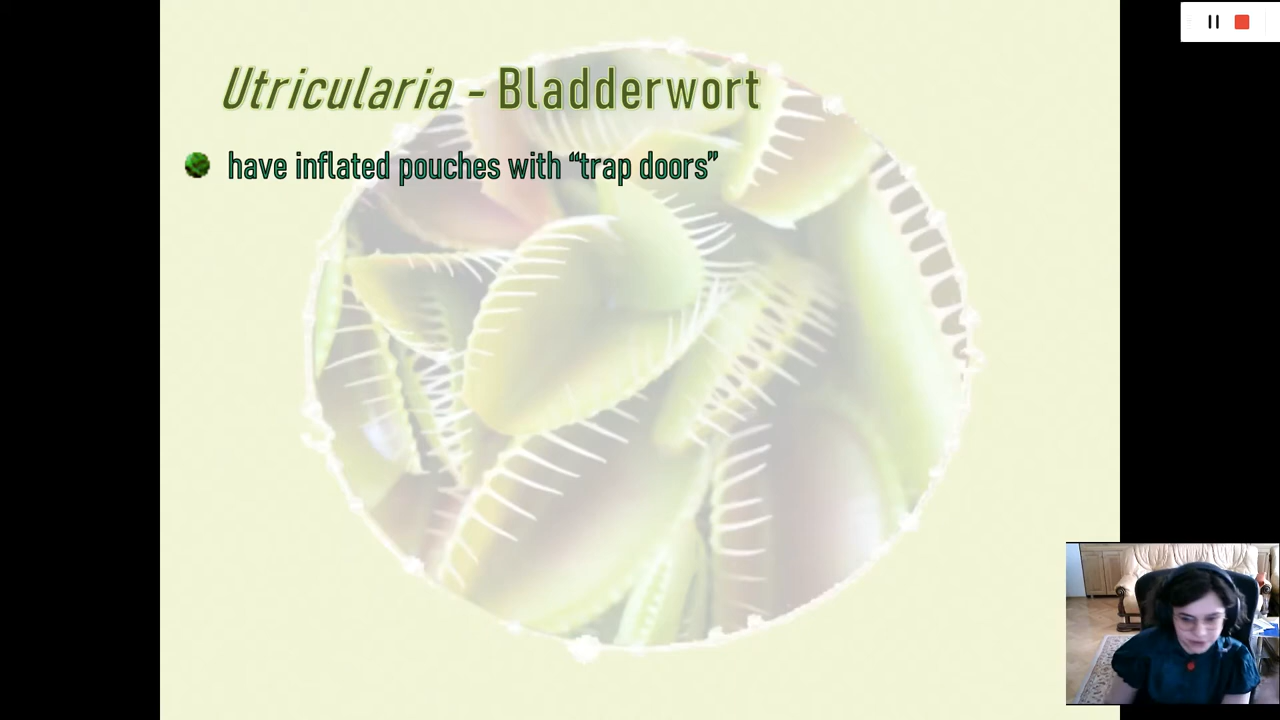 Utricularia - Bladderwort
have inflated pouches with “trap doors”